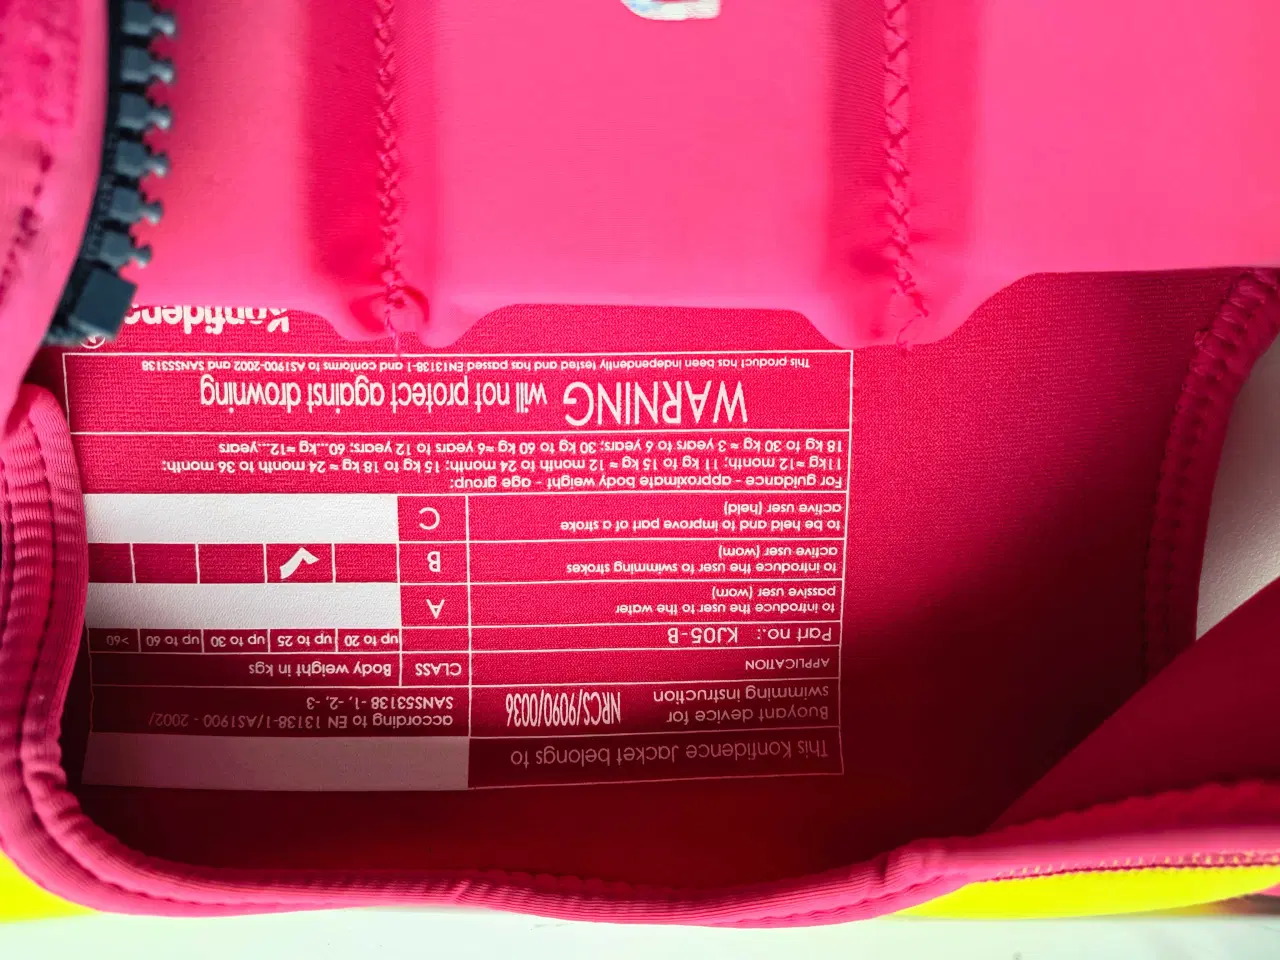 This Konfidence Jacket belongs to
Buoyant device for
swimming instruction
NRCS/9090/0036
according to EN 13138-1/AS1900 - 2002/
SANS53138 -1, -2, -3
APPLICATION
CLASS
Body weight in kgs
Part no.: KJ05-B
up to 20
up to 25
up to 30
up to 60
>60
to introduce the user to the water
passive user (worn)
A
to introduce the user to swimming strokes
active user (worn)
B
to be held and to improve part of a stroke
active user (held)
C
For guidance - approximate body weight - age group:
11kg ≈12 month; 11 kg to 15 kg ≈ 12 month to 24 month; 15 kg to 18 kg ≈ 24 month to 36 month;
18 kg to 30 kg ≈ 3 years to 6 years; 30 kg to 60 kg ≈6 years to 12 years; 60...kg ≈12...years
WARNING will not protect against drowning
This product has been independently tested and has passed EN13138-1 and conforms to AS1900-2002 and SANS53138
Konfidenc